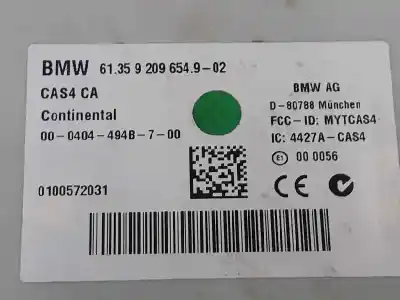 BMW 61.35 9 209 654.9-02
CAS4 CA
Continental
00-0404-494B-7-00
0100572031
BMW AG
D-80788 München
FCC-ID: MYTCAS4
IC: 4427A-CAS4
E1 00 0056
CE